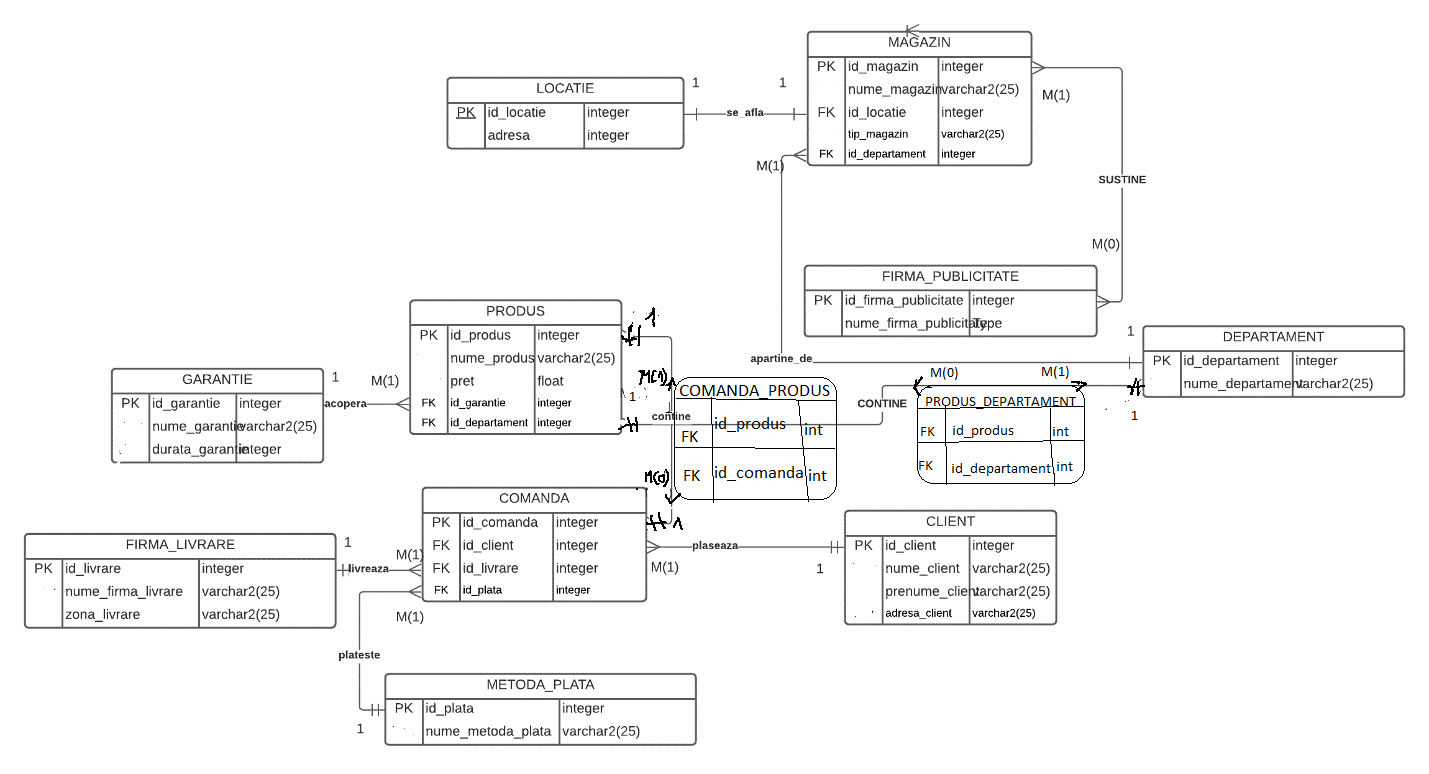 MAGAZIN
PK id_magazin integer
nume_magazin varchar2(25)
FK id_locatie integer
tip_magazin varchar2(25)
FK id_departament integer
LOCATIE
PK id_locatie integer
adresa integer
1
se_afla
1
M(1)
M(1)
SUSTINE
M(0)
FIRMA_PUBLICITATE
PK id_firma_publicitate integer
nume_firma_publicitate Type
PRODUS
PK id_produs integer
nume_produs varchar2(25)
pret float
FK id_garantie integer
FK id_departament integer
1
apartine_de
1
DEPARTAMENT
PK id_departament integer
nume_departament varchar2(25)
GARANTIE
PK id_garantie integer
nume_garantie varchar2(25)
durata_garantie integer
1
acopera
M(1)
M(1)
1
contine
COMANDA_PRODUS
FK id_produs int
FK id_comanda int
CONTINE
M(0)
M(1)
PRODUS_DEPARTAMENT
FK id_produs int
FK id_departament int
1
M(0)
1
COMANDA
PK id_comanda integer
FK id_client integer
FK id_livrare integer
FK id_plata integer
plaseaza
M(1)
1
CLIENT
PK id_client integer
nume_client varchar2(25)
prenume_client varchar2(25)
adresa_client varchar2(25)
FIRMA_LIVRARE
PK id_livrare integer
nume_firma_livrare varchar2(25)
zona_livrare varchar2(25)
1
livreaza
M(1)
M(1)
plateste
1
METODA_PLATA
PK id_plata integer
nume_metoda_plata varchar2(25)